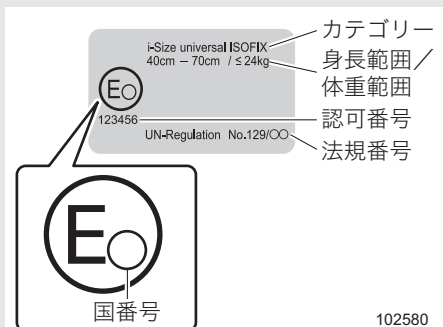 i-Size universal ISOFIX
40cm – 70cm / ≤ 24kg
E○
123456
UN-Regulation No.129/○○
カテゴリー
身長範囲／
体重範囲
認可番号
法規番号
E○
国番号
102580